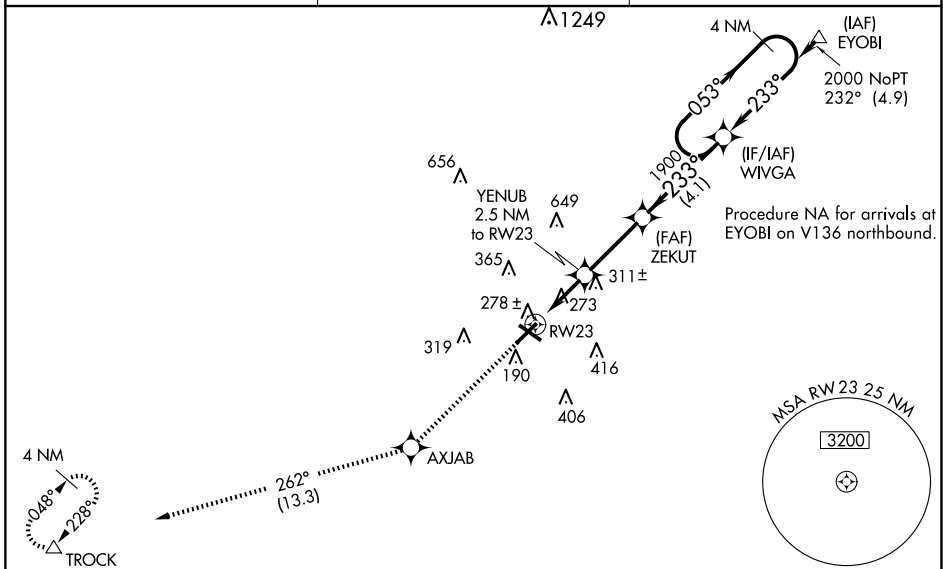 1249
4 NM
(IAF)
EYOBI
2000 NoPT
232° (4.9)
053°
233°
(IF/IAF)
WIVGA
1900
233°
(4.1)
656
YENUB
2.5 NM
to RW23
649
Procedure NA for arrivals at
EYOBI on V136 northbound.
(FAF)
ZEKUT
365
311±
278±
273
RW23
319
190
416
406
MSA RW 23 25 NM
3200
AXJAB
4 NM
262°
(13.3)
048°
228°
TROCK